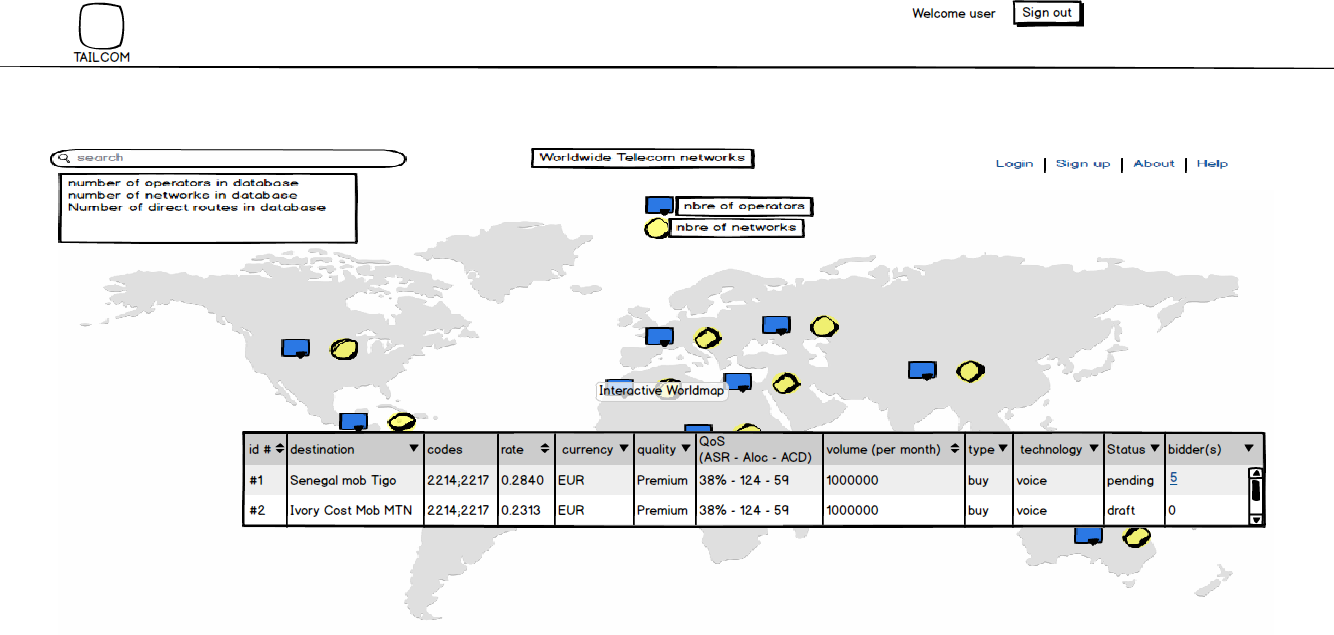 Welcome user
Sign out
TAILCOM
search
Worldwide Telecom networks
Login Sign up About Help
number of operators in database
number of networks in database
Number of direct routes in database
nbre of operators
nbre of networks
Interactive Worldmap
id # destination codes rate currency quality QoS (ASR - Aloc - ACD) volume (per month) type technology Status bidder(s)
#1 Senegal mob Tigo 2214;2217 0.2840 EUR Premium 38% - 124 - 59 1000000 buy voice pending 5
#2 Ivory Cost Mob MTN 2214;2217 0.2313 EUR Premium 38% - 124 - 59 1000000 buy voice draft 0